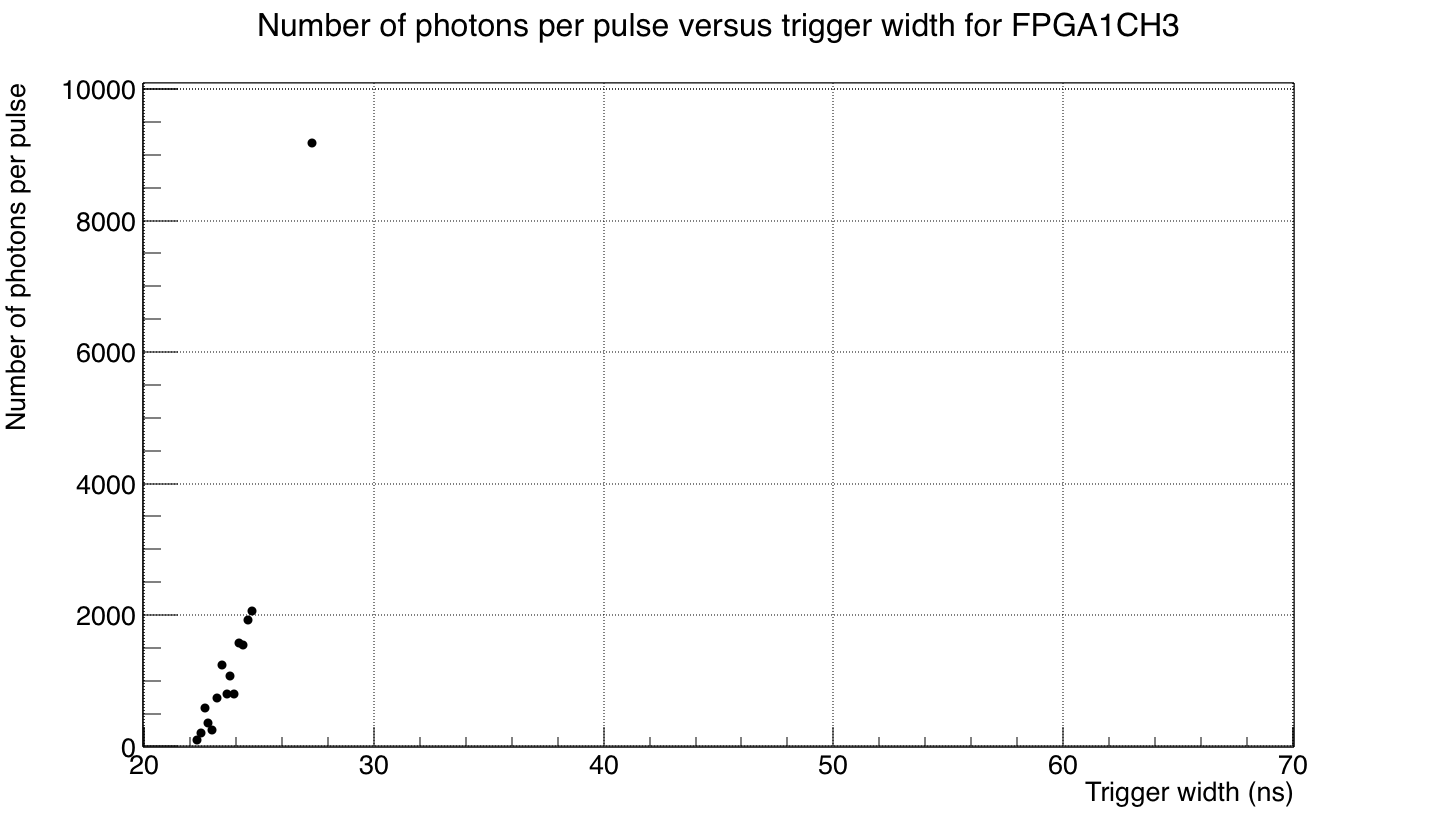 Number of photons per pulse versus trigger width for FPGA1CH3
Number of photons per pulse
10000
8000
6000
4000
2000
0
20 30 40 50 60 70
Trigger width (ns)